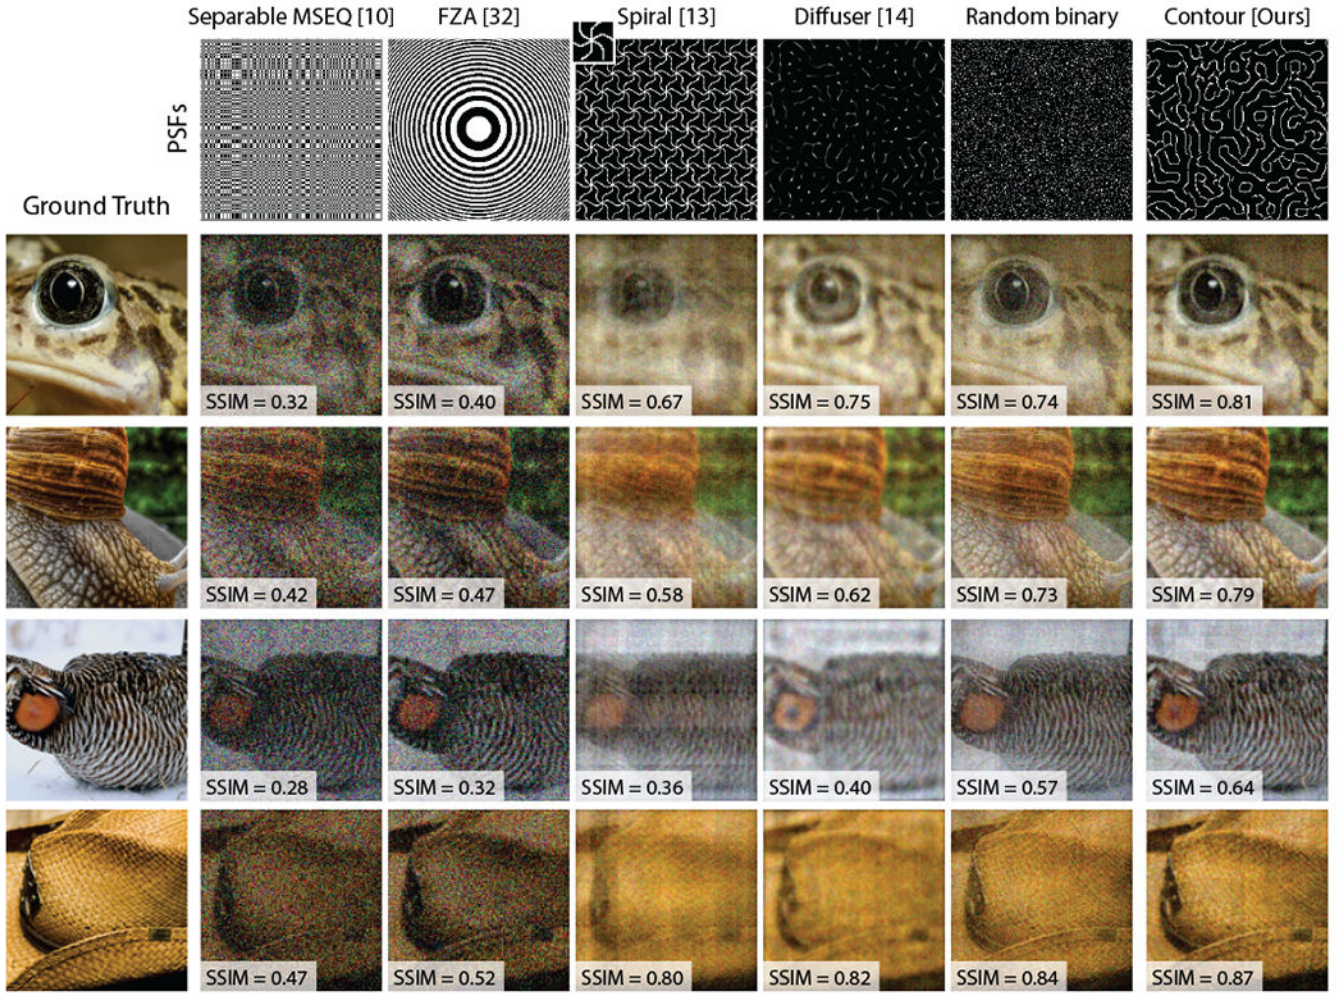 Separable MSEQ [10] FZA [32] Spiral [13] Diffuser [14] Random binary Contour [Ours]
PSFs
Ground Truth
SSIM = 0.32 SSIM = 0.40 SSIM = 0.67 SSIM = 0.75 SSIM = 0.74 SSIM = 0.81
SSIM = 0.42 SSIM = 0.47 SSIM = 0.58 SSIM = 0.62 SSIM = 0.73 SSIM = 0.79
SSIM = 0.28 SSIM = 0.32 SSIM = 0.36 SSIM = 0.40 SSIM = 0.57 SSIM = 0.64
SSIM = 0.47 SSIM = 0.52 SSIM = 0.80 SSIM = 0.82 SSIM = 0.84 SSIM = 0.87